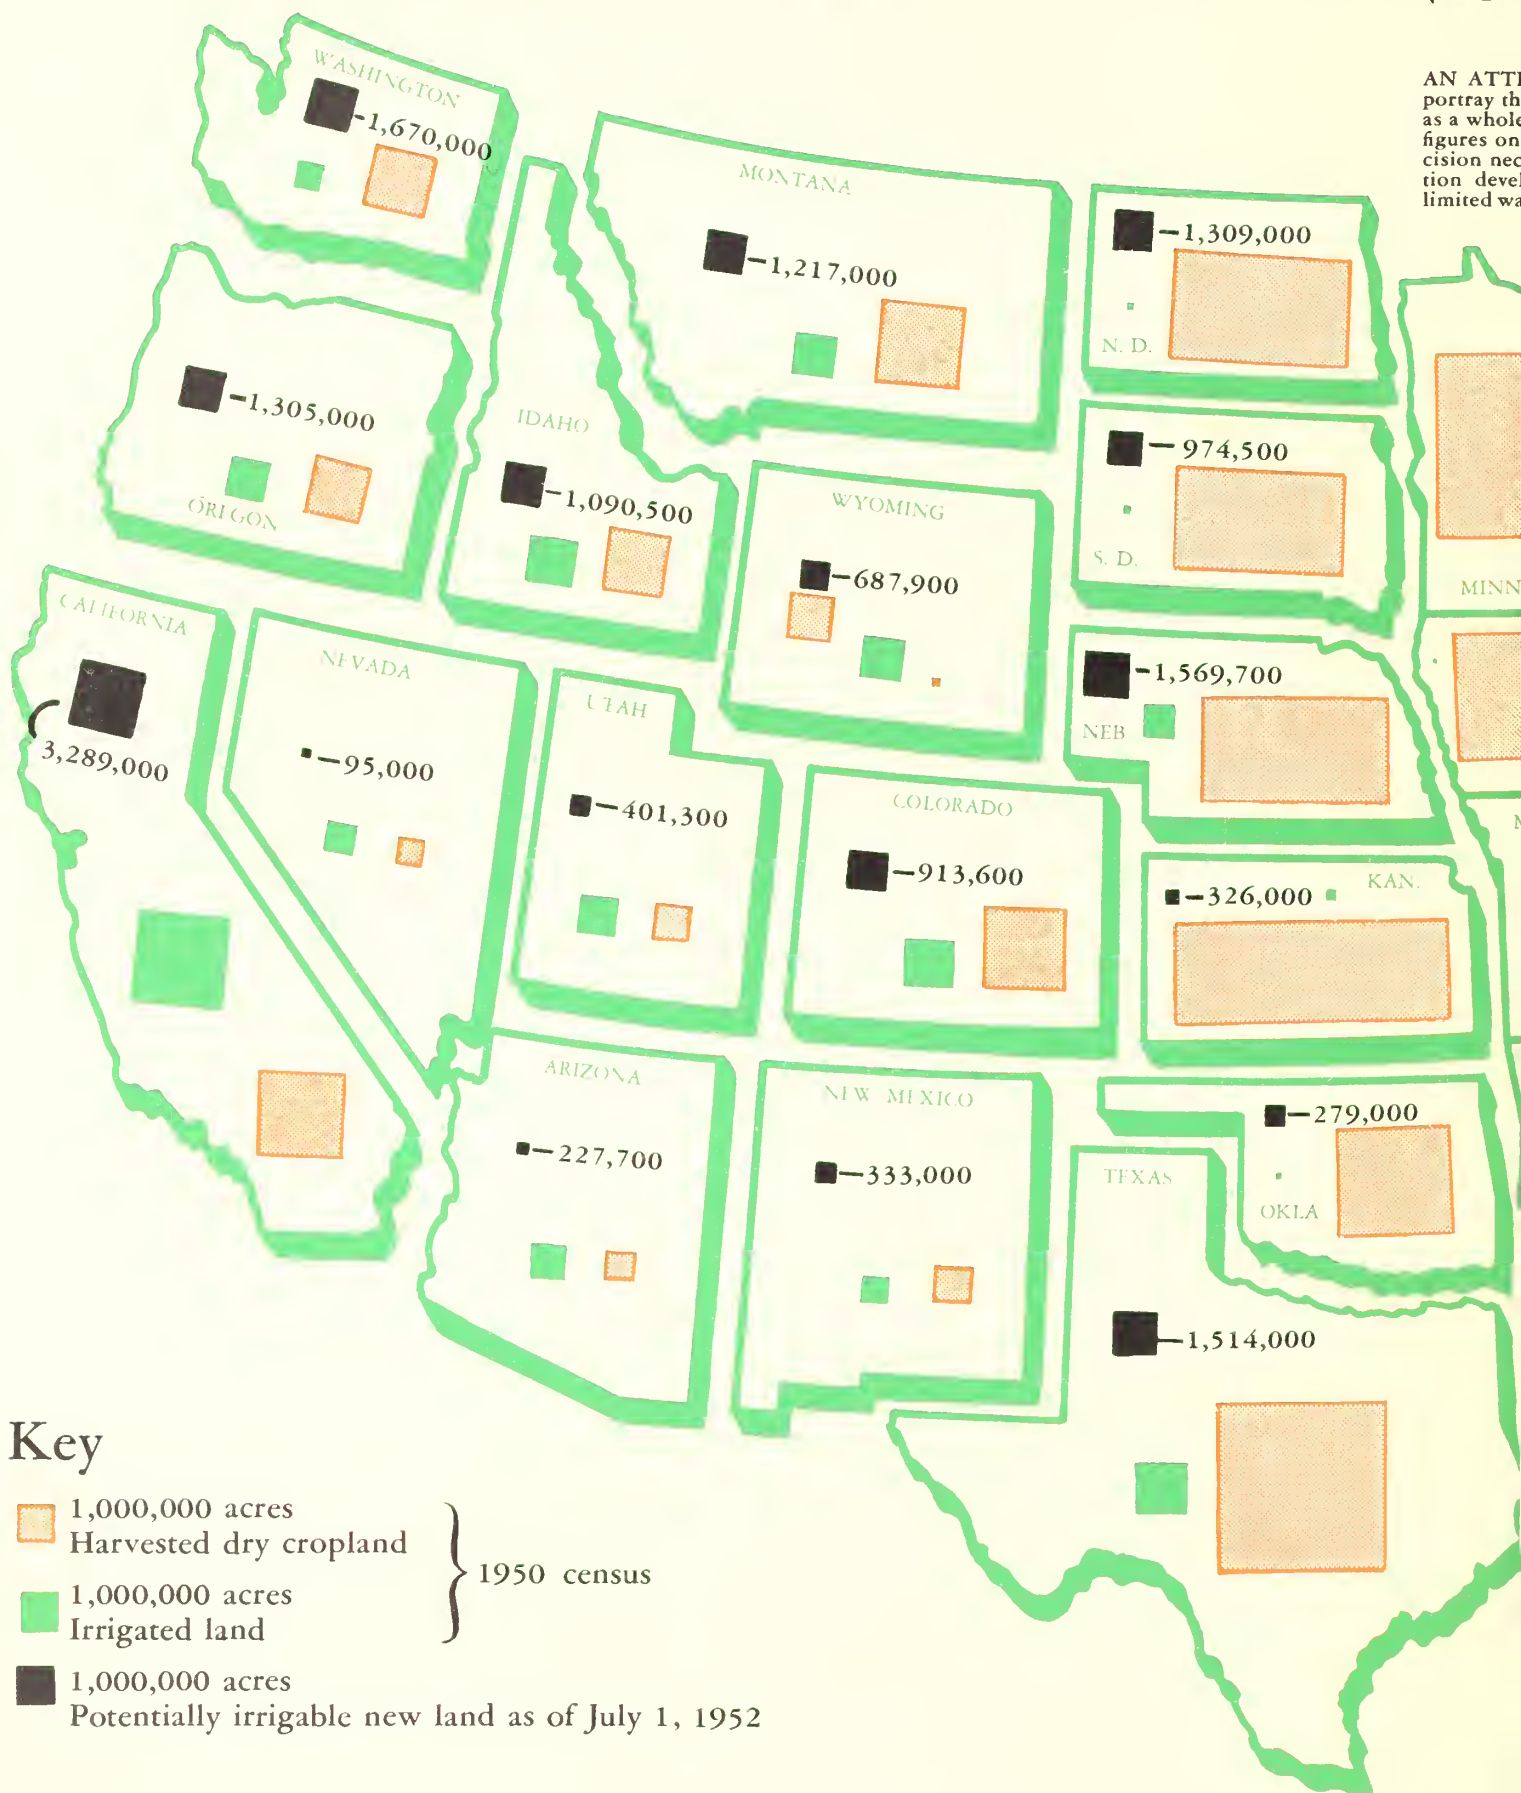 AN ATTE
portray th
as a whole
figures on
cision nec
tion devel
limited wa
WASHINGTON
-1,670,000
MONTANA
-1,217,000
-1,309,000
N. D.
-1,305,000
ORIGON
IDAHO
-1,090,500
- 974,500
S. D.
WYOMING
-687,900
MINN
CALIFORNIA
3,289,000
NEVADA
-95,000
UTAH
-401,300
-1,569,700
NEB
COLORADO
-913,600
-326,000
KAN.
ARIZONA
-227,700
NEW MEXICO
-333,000
-279,000
OKLA
TEXAS
-1,514,000
Key
1,000,000 acres
Harvested dry cropland
1,000,000 acres
Irrigated land
1950 census
1,000,000 acres
Potentially irrigable new land as of July 1, 1952